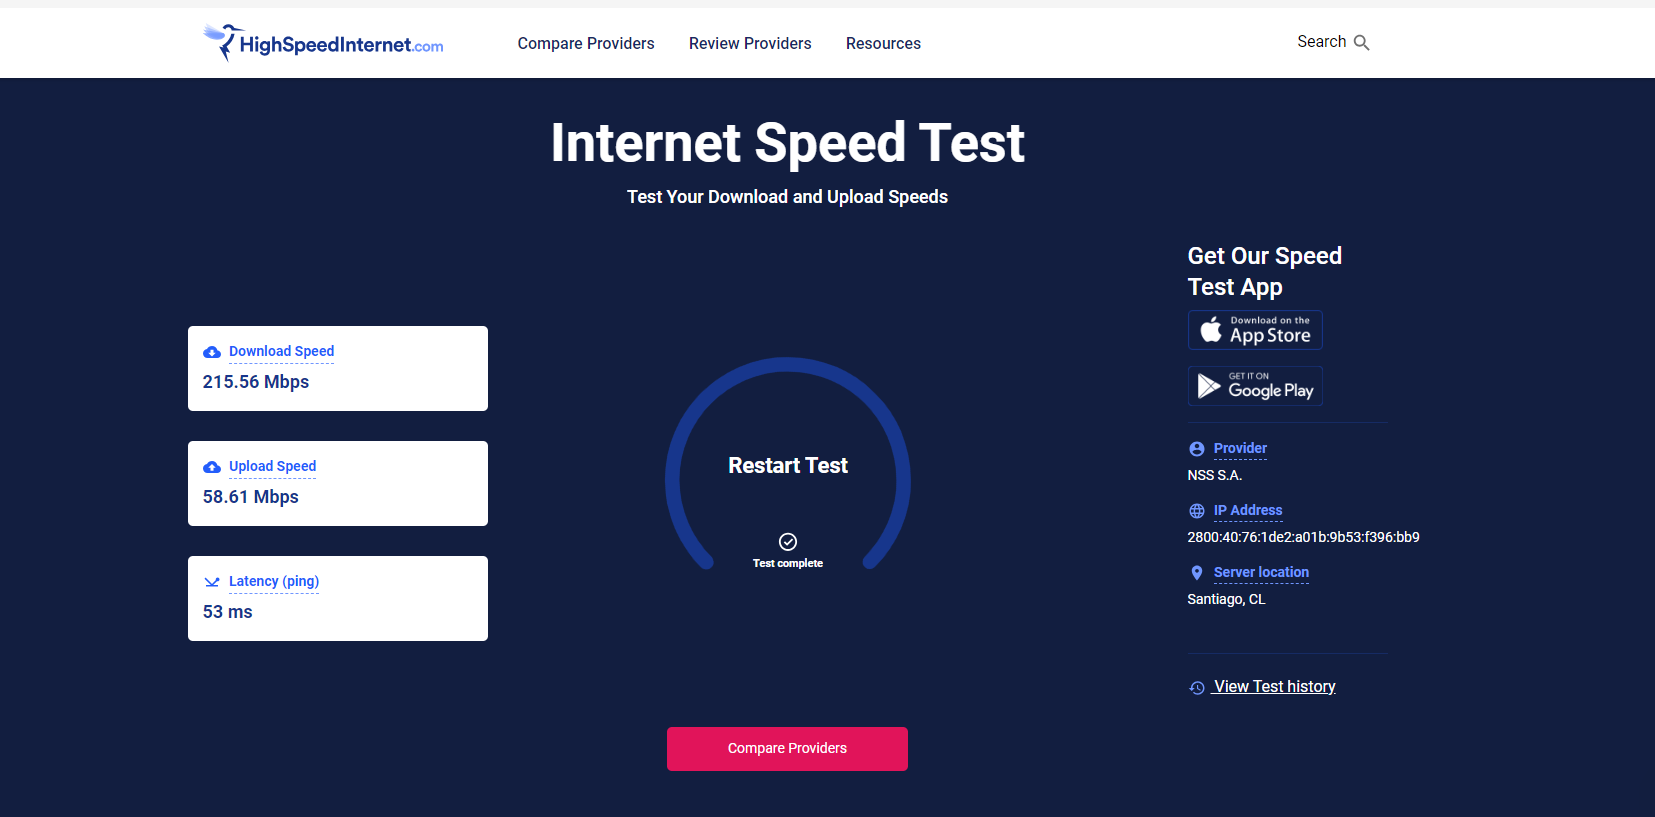 HighSpeedInternet.com
Compare Providers
Review Providers
Resources
Search
Internet Speed Test
Test Your Download and Upload Speeds
Download Speed
215.56 Mbps
Upload Speed
58.61 Mbps
Latency (ping)
53 ms
Restart Test
Test complete
Compare Providers
Get Our Speed
Test App
Download on the
App Store
GET IT ON
Google Play
Provider
NSS S.A.
IP Address
2800:40:76:1de2:a01b:9b53:f396:bb9
Server location
Santiago, CL
View Test history